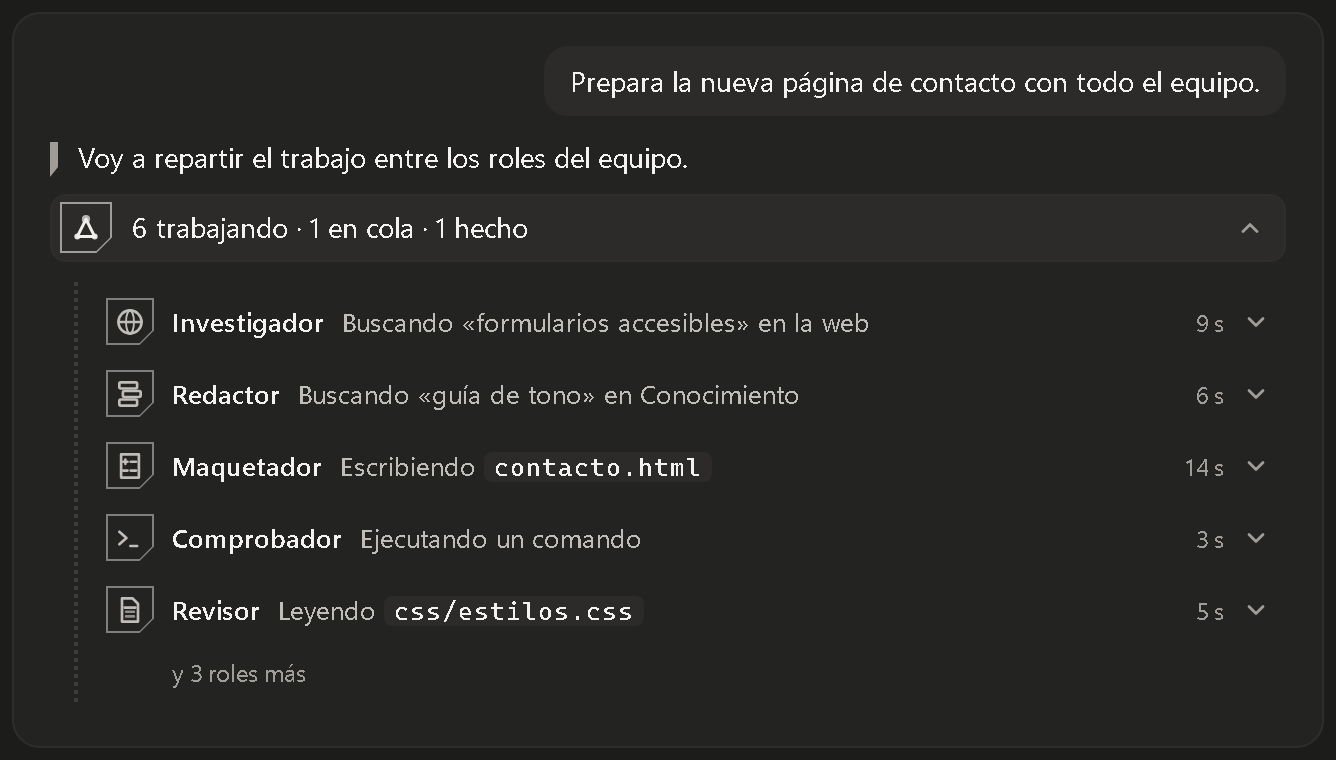 Prepara la nueva página de contacto con todo el equipo.
Voy a repartir el trabajo entre los roles del equipo.
6 trabajando · 1 en cola · 1 hecho
Investigador Buscando «formularios accesibles» en la web 9 s
Redactor Buscando «guía de tono» en Conocimiento 6 s
Maquetador Escribiendo contacto.html 14 s
Comprobador Ejecutando un comando 3 s
Revisor Leyendo css/estilos.css 5 s
y 3 roles más